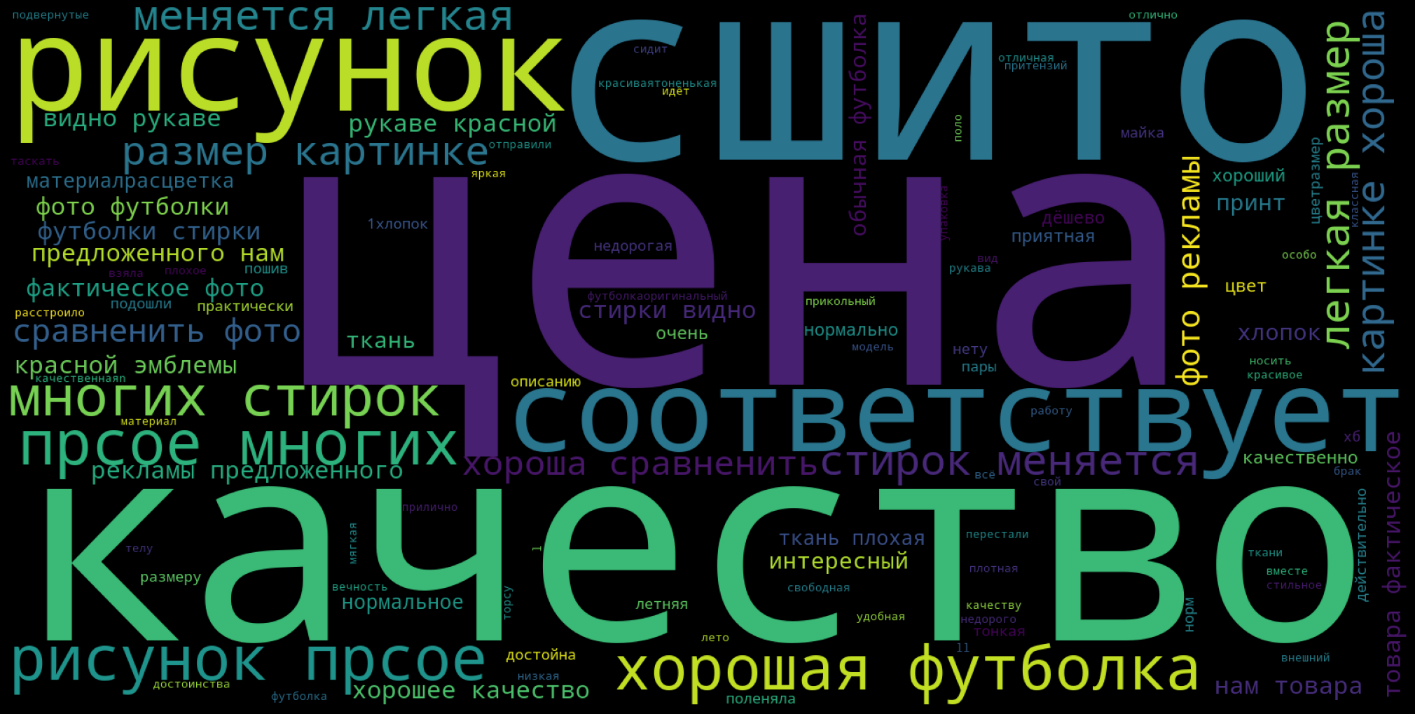 подвернутые
меняется легкая
отлично
рисунок
сшито
сидит
отличная
притензий
красиваятоненькая
идёт
обычная футболка
поло
майка
легкая размер
картинке хороша
видно рукаве
рукаве красной
отправили
размер картинке
таскать
яркая
материалрасцветка
цена
фото рекламы
хороший
цветразмер
классная
принт
фото футболки
1хлопок
упаковка
дёшево
футболки стирки
недорогая
приятная
предложенного нам
особо
вид
взяла
плохое
пошив
рукава
фактическое фото
футболкаоригинальный
прикольный
цвет
подошли
практически
стирки видно
расстроило
сравненить фото
ткань
очень
нормально
хлопок
модель
нету
красной эмблемы
пары
носить
красивое
качественнаяn
описанию
многих стирок
соответствует
работу
материал
прсое многих
хб
рекламы предложенного
хороша сравненить
стирок меняется
качественно
всё
брак
свой
товара фактическое
качество
прилично
действительно
мягкая
телу
1
ткань плохая
перестали
интересный
ткани
размеру
плотная
вместе
вечность
свободная
стильное
нормальное
торсу
летняя
качеству
удобная
недорого
норм
тонкая
рисунок прсое
лето
достойна
11
хорошая футболка
внешний
низкая
достоинства
хорошее качество
футболка
поленяла
нам товара